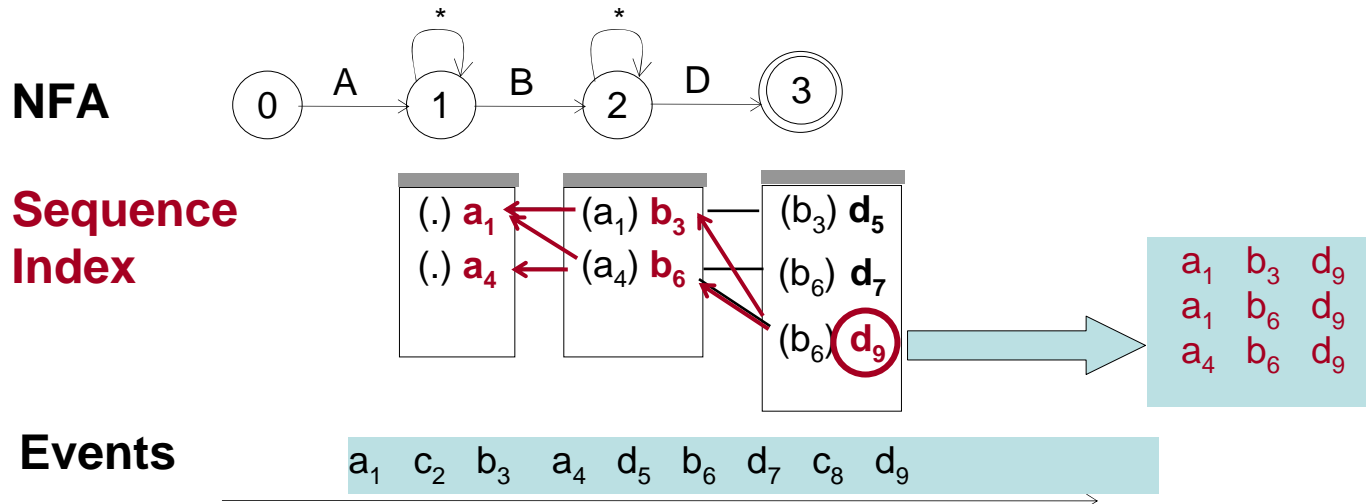 * *
NFA 0 A 1 B 2 D 3
Sequence Index
(.) a₁ (a₁) b₃ (b₃) d₅
(.) a₄ (a₄) b₆ (b₆) d₇
(b₆) d₉
a₁ b₃ d₉
a₁ b₆ d₉
a₄ b₆ d₉
Events a₁ c₂ b₃ a₄ d₅ b₆ d₇ c₈ d₉